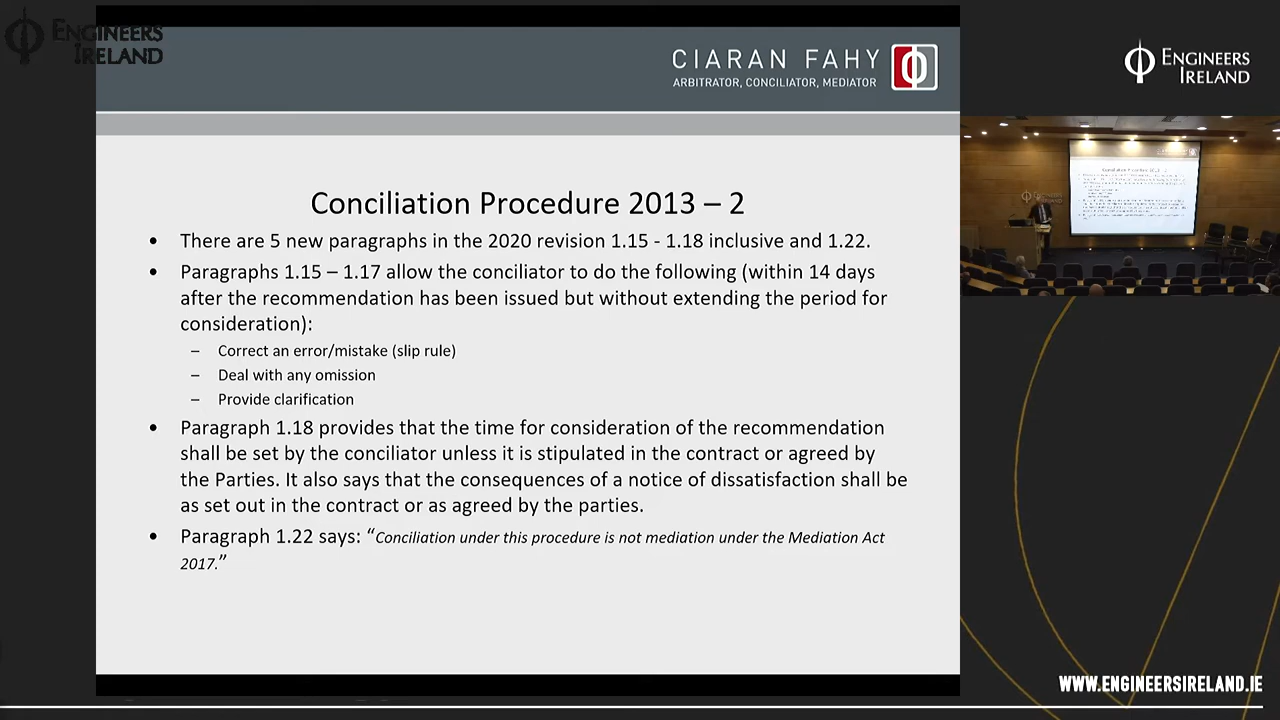 ENGINEERS
IRELAND
CIARAN FAHY
ARBITRATOR, CONCILIATOR, MEDIATOR
ENGINEERS
IRELAND
Conciliation Procedure 2013 – 2
• There are 5 new paragraphs in the 2020 revision 1.15 - 1.18 inclusive and 1.22.
• Paragraphs 1.15 – 1.17 allow the conciliator to do the following (within 14 days
after the recommendation has been issued but without extending the period for
consideration):
– Correct an error/mistake (slip rule)
– Deal with any omission
– Provide clarification
• Paragraph 1.18 provides that the time for consideration of the recommendation
shall be set by the conciliator unless it is stipulated in the contract or agreed by
the Parties. It also says that the consequences of a notice of dissatisfaction shall be
as set out in the contract or as agreed by the parties.
• Paragraph 1.22 says: “Conciliation under this procedure is not mediation under the Mediation Act
2017.”
Conciliation Procedure 2013 – 2
ENGINEERS
IRELAND
WWW.ENGINEERSIRELAND.IE